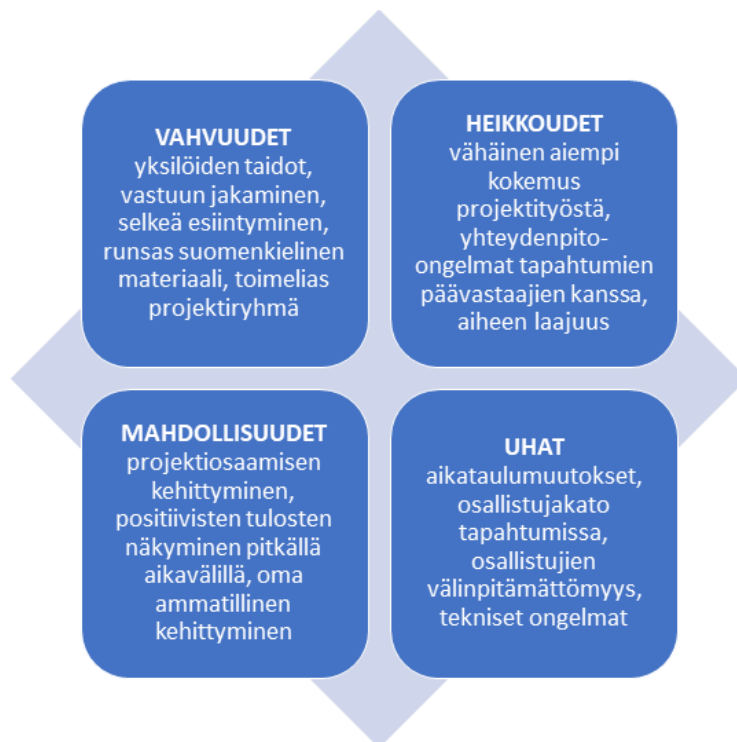 VAHVUUDET
yksilöiden taidot,
vastuun jakaminen,
selkeä esiintyminen,
runsas suomenkielinen
materiaali, toimelias
projektiryhmä
HEIKKOUDET
vähäinen aiempi
kokemus
projektityöstä,
yhteydenpito-
ongelmat tapahtumien
päävastaajien kanssa,
aiheen laajuus
MAHDOLLISUUDET
projektiosaamisen
kehittyminen,
positiivisten tulosten
näkyminen pitkällä
aikavälillä, oma
ammatillinen
kehittyminen
UHAT
aikataulumuutokset,
osallistujakato
tapahtumissa,
osallistujien
välinpitämättömyys,
tekniset ongelmat